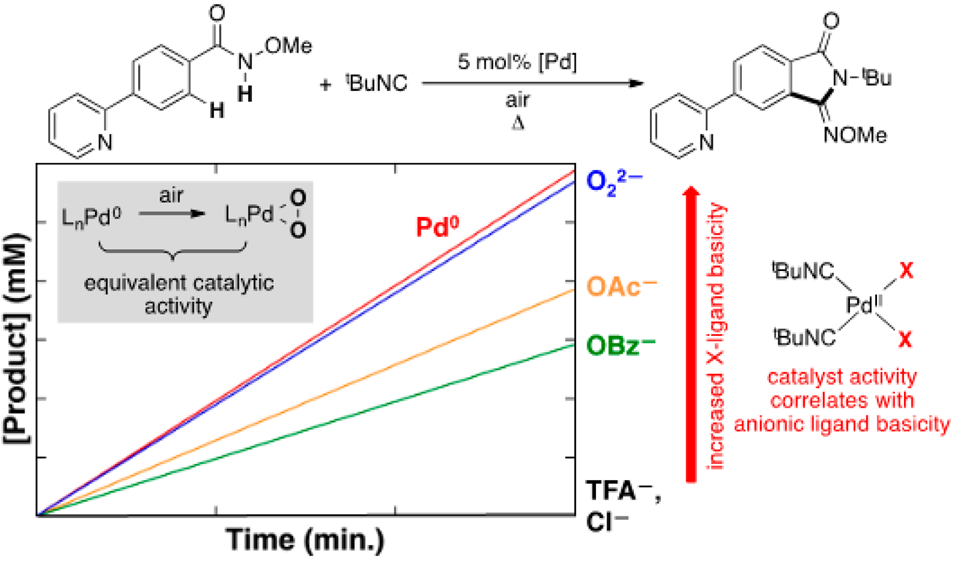 O
N
H
OMe
H
N
+ ᵗBuNC
5 mol% [Pd]
air
Δ
O
N–ᵗBu
NOMe
N
LₙPd⁰
air
LₙPd
O
O
equivalent catalytic
activity
Pd⁰
O₂²⁻
OAc⁻
OBz⁻
TFA⁻,
Cl⁻
[Product] (mM)
Time (min.)
increased X-ligand basicity
ᵗBuNC
X
Pdᴵᴵ
ᵗBuNC
X
catalyst activity
correlates with
anionic ligand basicity